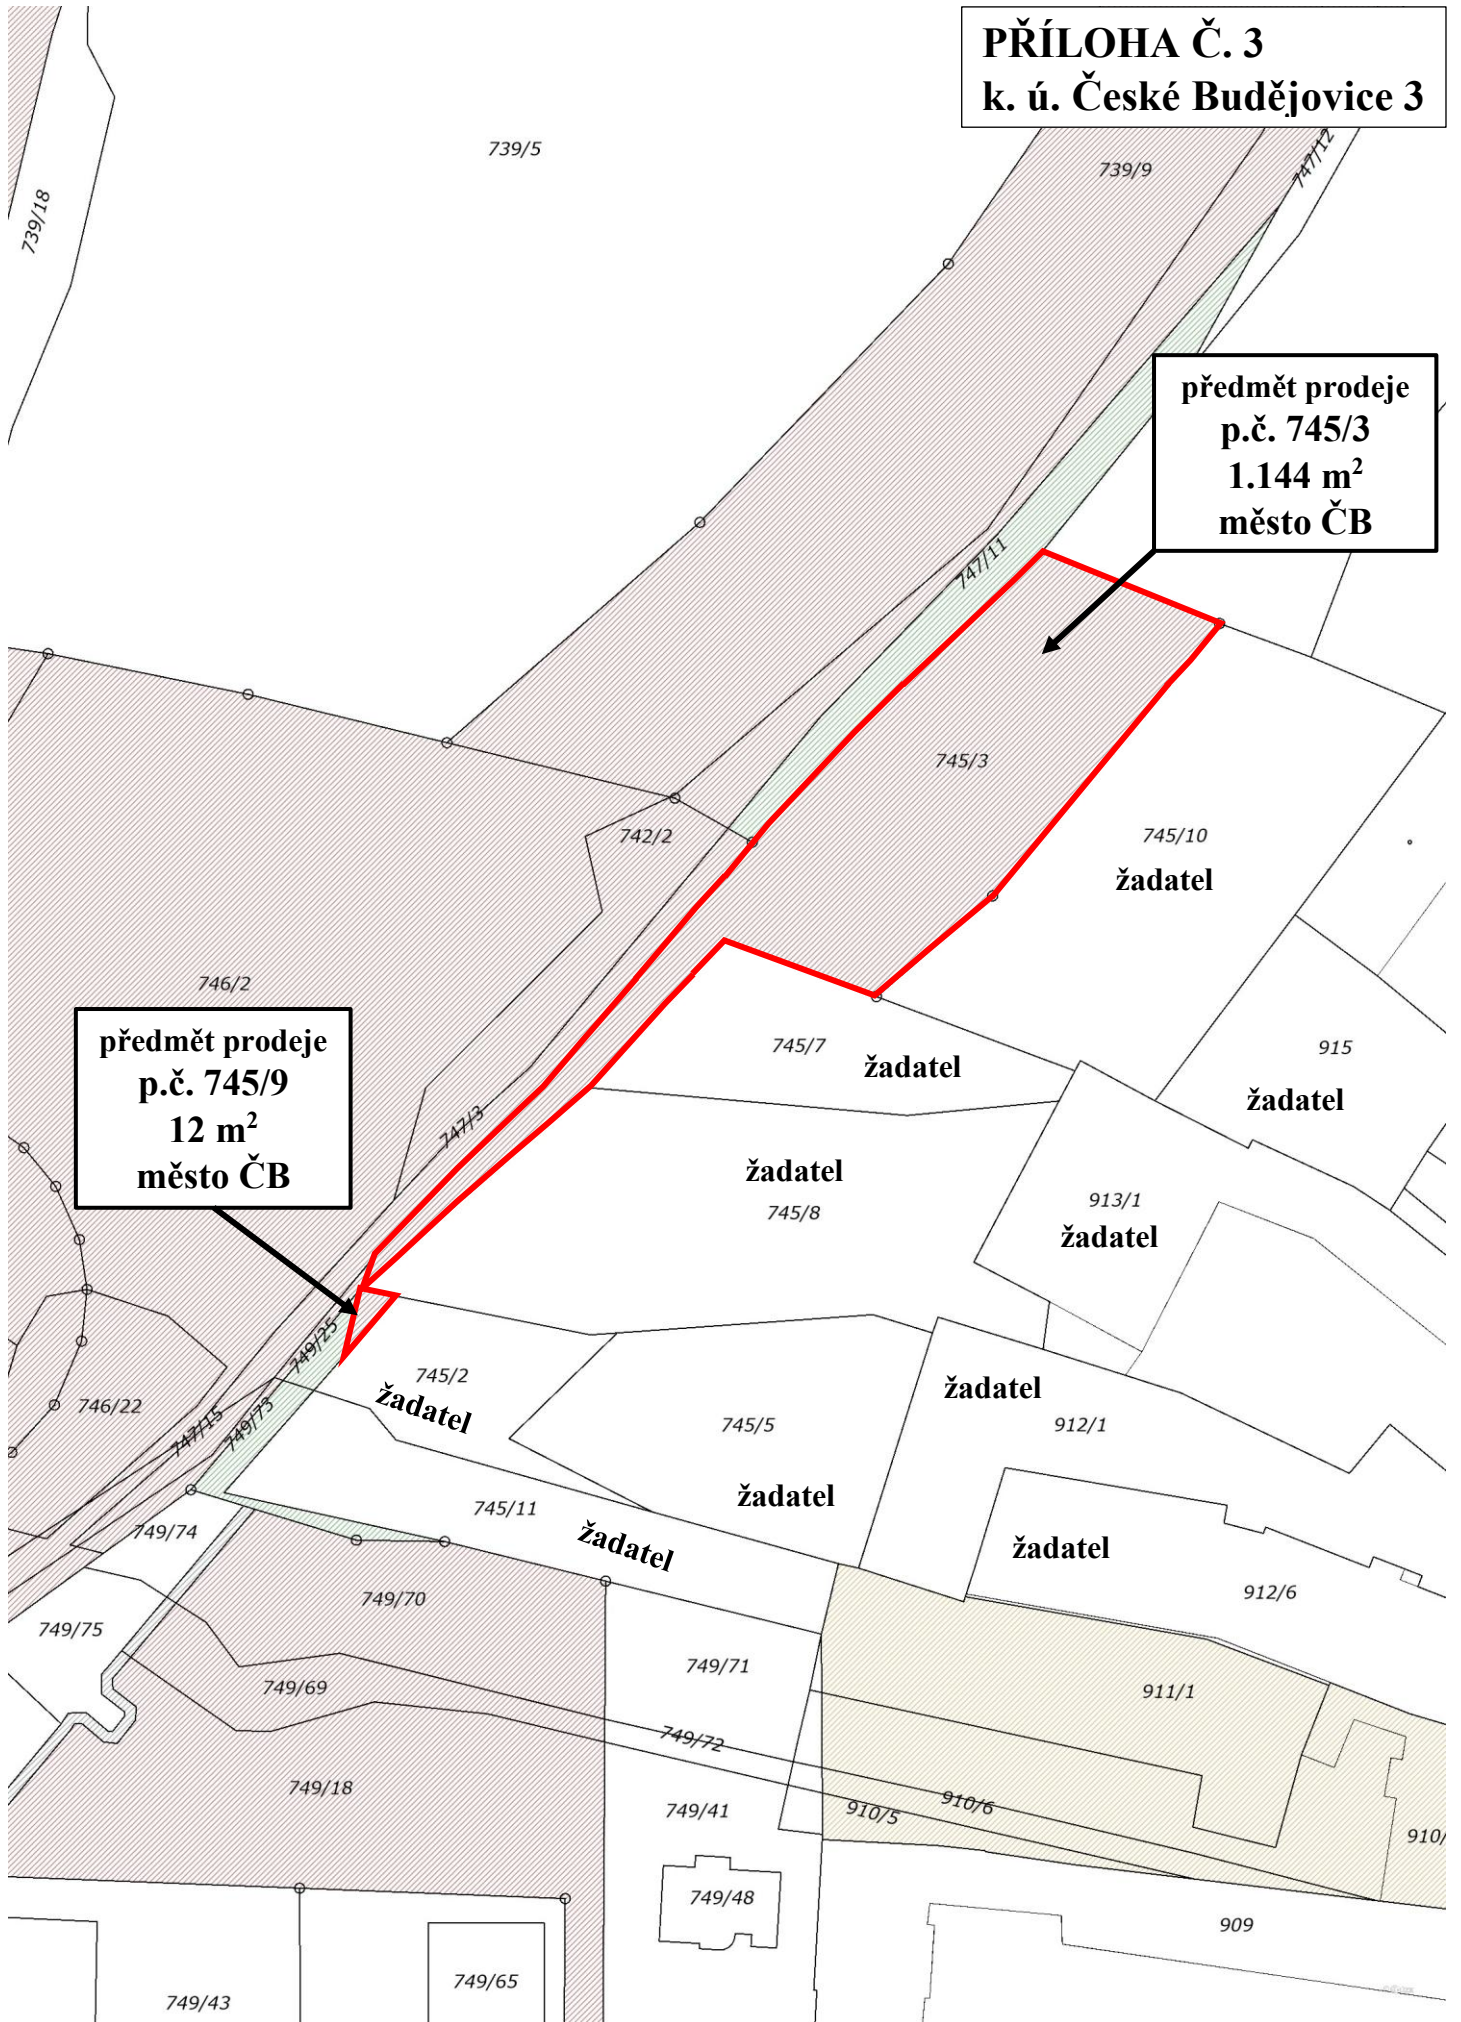 PŘÍLOHA Č. 3
k. ú. České Budějovice 3
739/5
739/9
747/12
739/18
předmět prodeje
p.č. 745/3
1.144 m²
město ČB
747/11
745/3
742/2
745/10
žadatel
746/2
předmět prodeje
p.č. 745/9
12 m²
město ČB
745/7
žadatel
915
žadatel
747/3
žadatel
745/8
913/1
žadatel
749/25
745/2
žadatel
žadatel
746/22
747/15
749/73
745/5
912/1
žadatel
745/11
žadatel
749/74
žadatel
749/70
912/6
749/75
749/71
749/69
911/1
749/72
749/18
749/41
910/5
910/6
910/
749/48
909
749/65
749/43